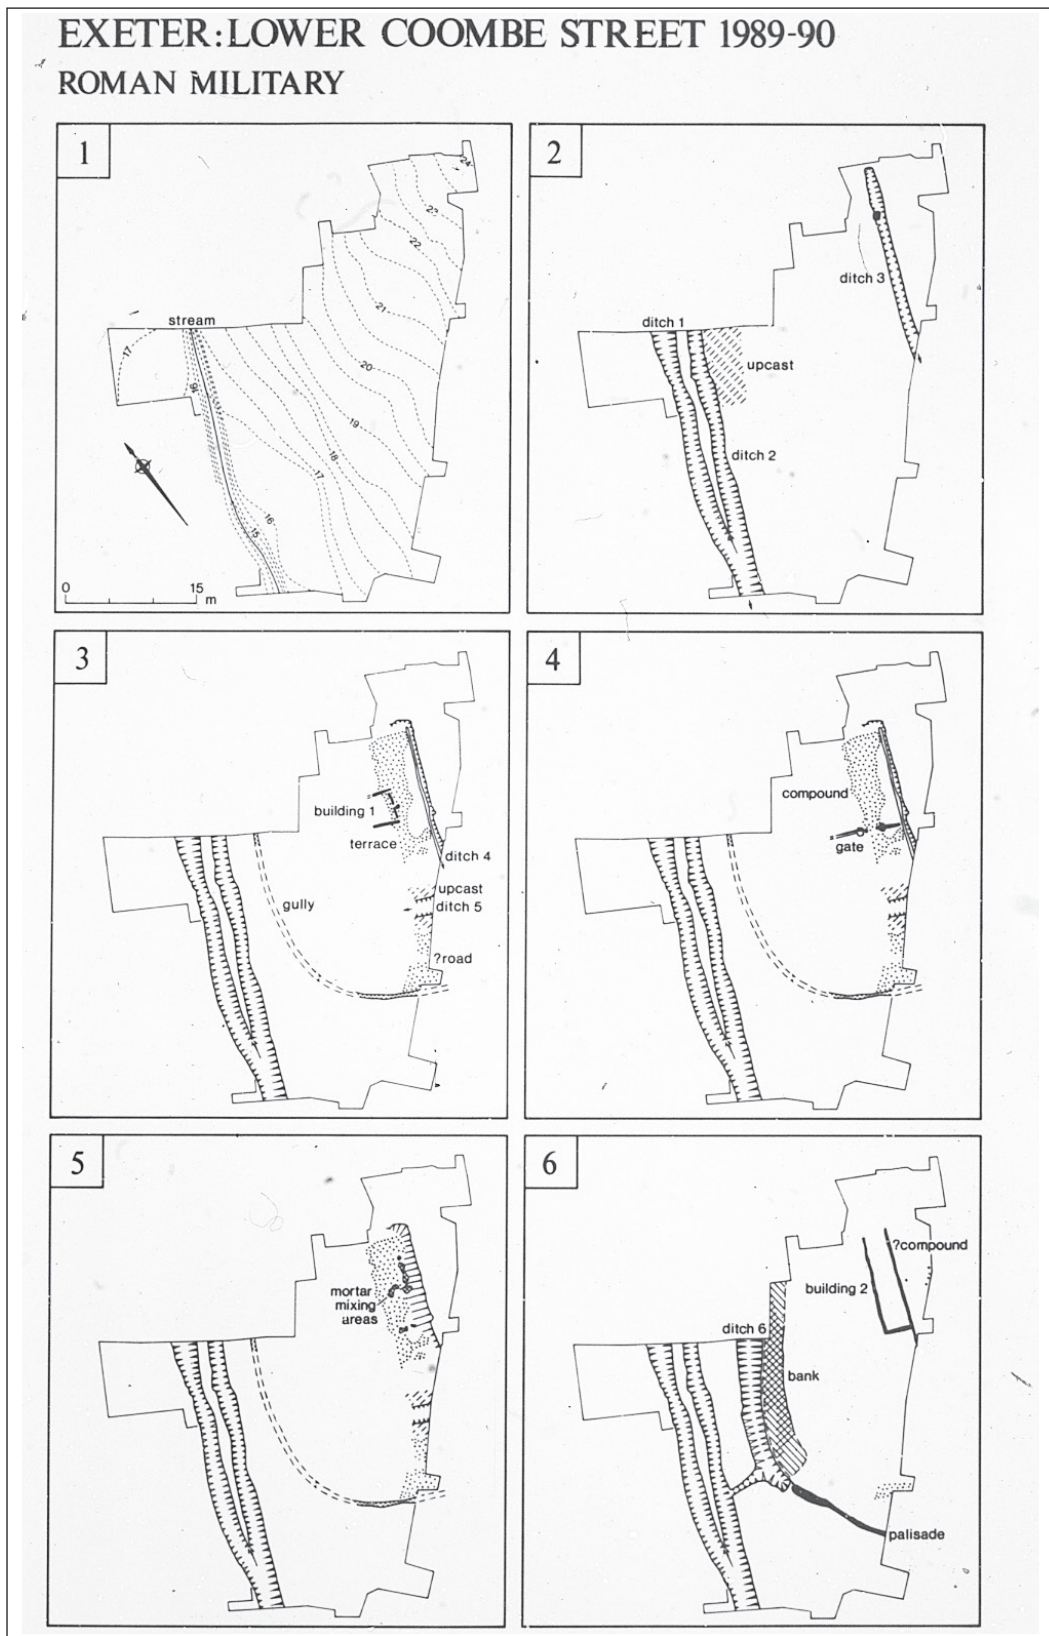 EXETER: LOWER COOMBE STREET 1989-90
ROMAN MILITARY
1
24
23
22
21
20
19
18
17
16
15
17
16
stream
0
15
m
2
ditch 1
ditch 2
ditch 3
upcast
3
building 1
terrace
ditch 4
upcast
ditch 5
gully
?road
4
compound
gate
5
mortar
mixing
areas
6
?compound
building 2
ditch 6
bank
palisade